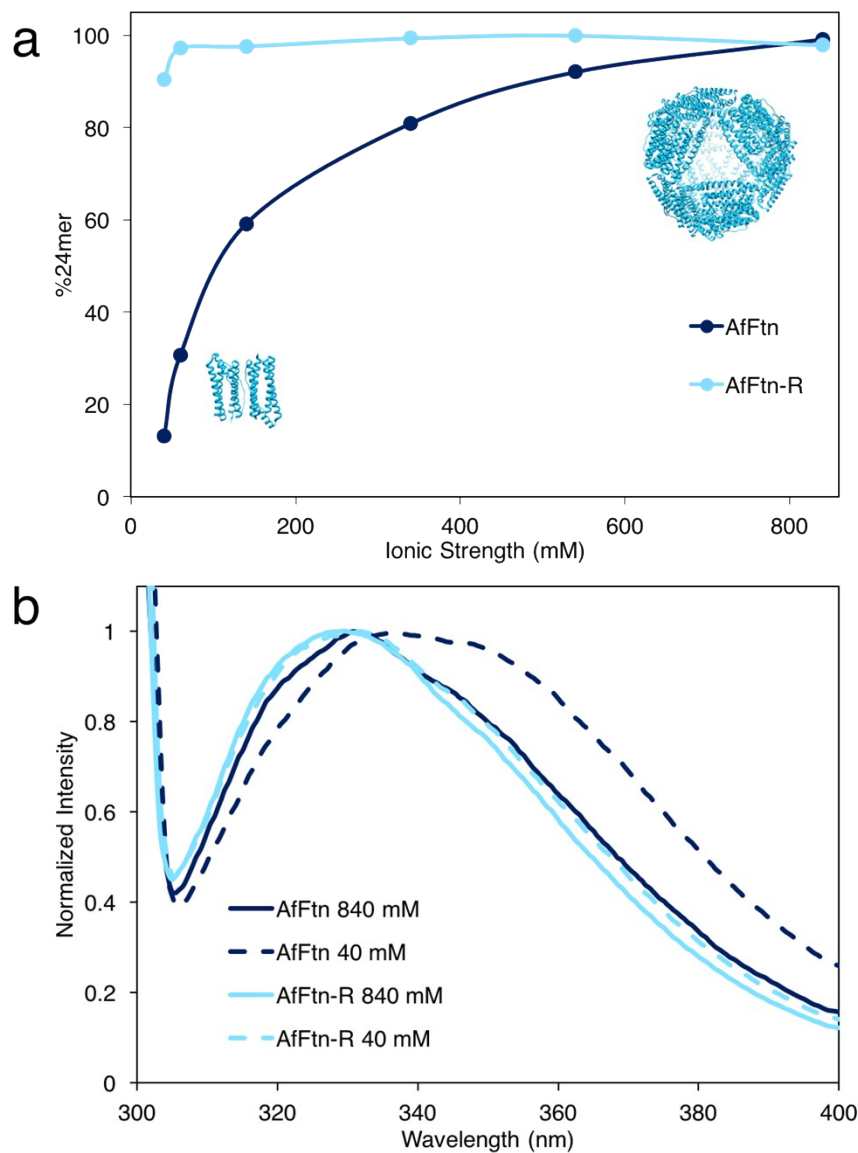 a
100
80
60
40
20
0
%24mer
AfFtn
AfFtn-R
0 200 400 600 800
Ionic Strength (mM)
b
1
0.8
0.6
0.4
0.2
0
Normalized Intensity
AfFtn 840 mM
AfFtn 40 mM
AfFtn-R 840 mM
AfFtn-R 40 mM
300 320 340 360 380 400
Wavelength (nm)